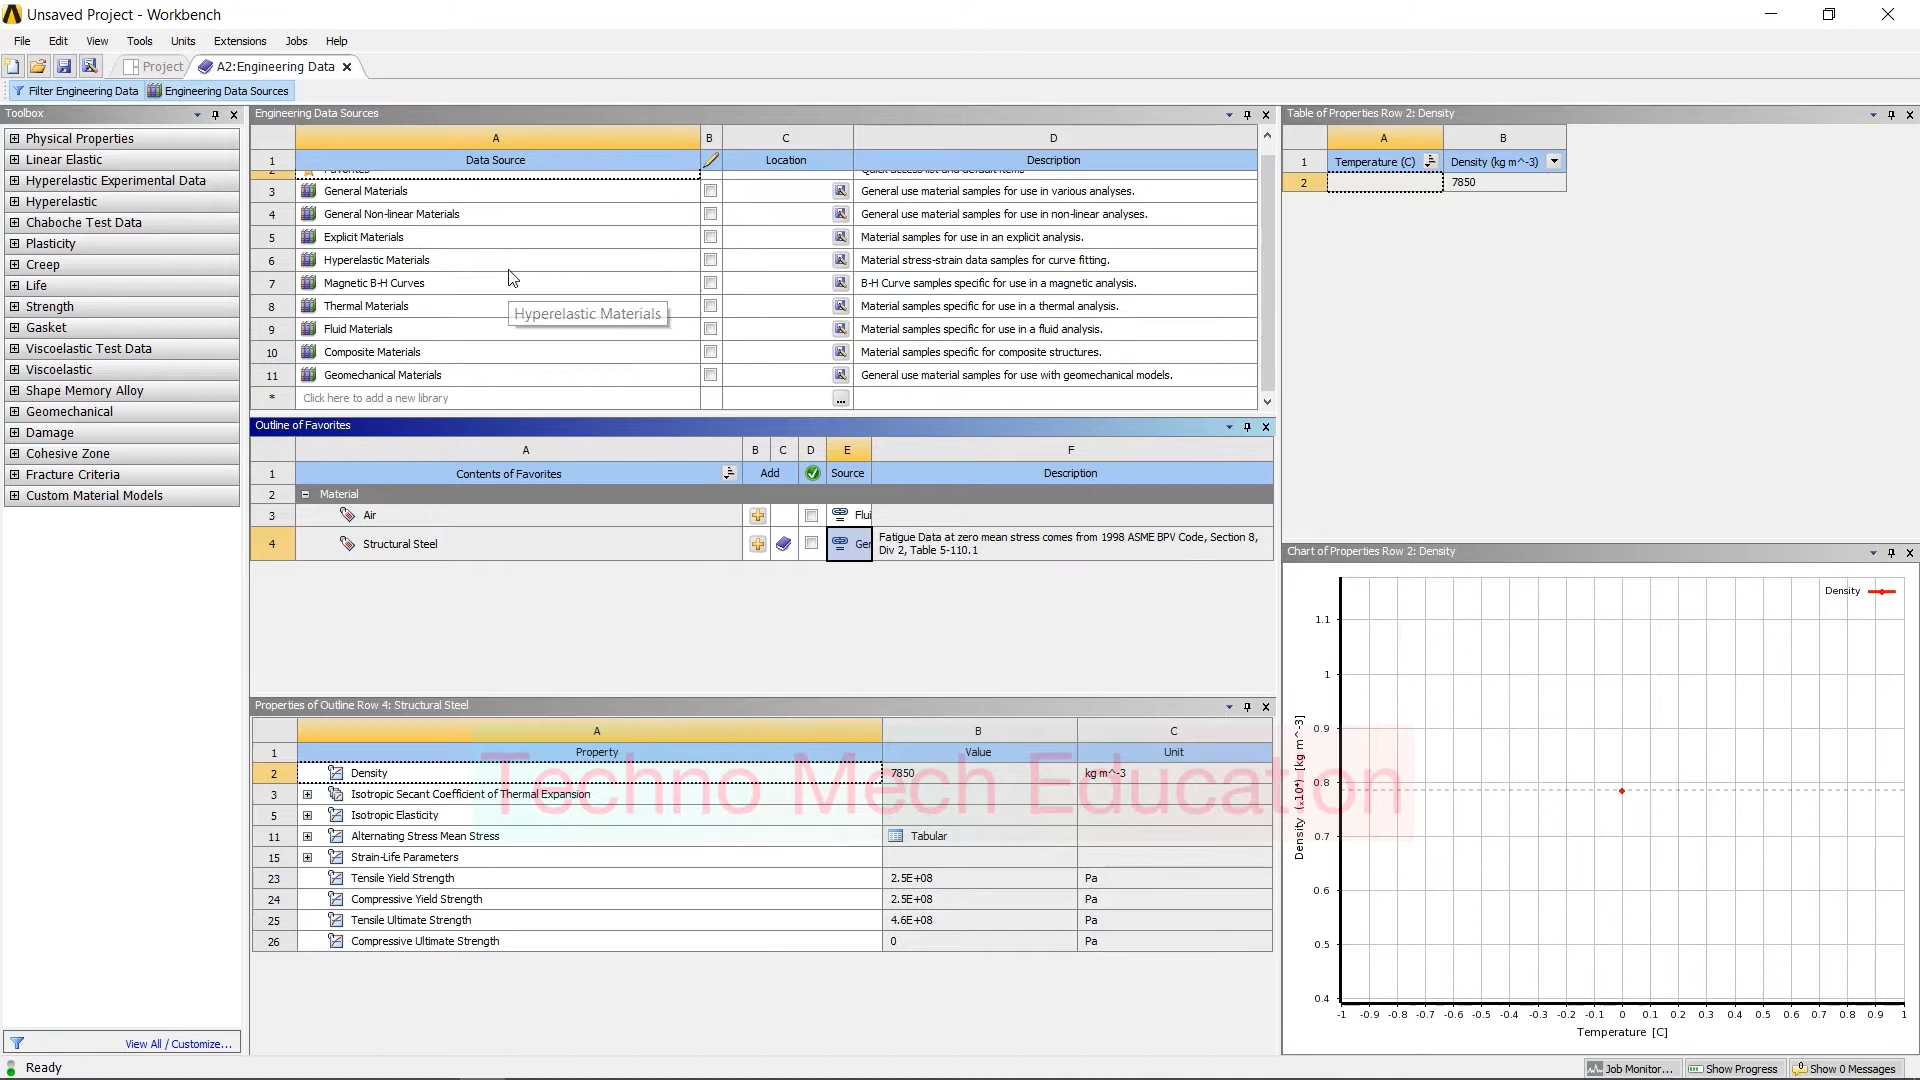 Unsaved Project - Workbench
File Edit View Tools Units Extensions Jobs Help
Project A2:Engineering Data
Filter Engineering Data Engineering Data Sources
Toolbox
Physical Properties
Linear Elastic
Hyperelastic Experimental Data
Hyperelastic
Chaboche Test Data
Plasticity
Creep
Life
Strength
Gasket
Viscoelastic Test Data
Viscoelastic
Shape Memory Alloy
Geomechanical
Damage
Cohesive Zone
Fracture Criteria
Custom Material Models
View All / Customize...
Engineering Data Sources
A B C D
1 Data Source Location Description
2 Favorites Quick access list and default items
3 General Materials General use material samples for use in various analyses.
4 General Non-linear Materials General use material samples for use in non-linear analyses.
5 Explicit Materials Material samples for use in an explicit analysis.
6 Hyperelastic Materials Material stress-strain data samples for curve fitting.
7 Magnetic B-H Curves B-H Curve samples specific for use in a magnetic analysis.
8 Thermal Materials Material samples specific for use in a thermal analysis.
Hyperelastic Materials
9 Fluid Materials Material samples specific for use in a fluid analysis.
10 Composite Materials Material samples specific for composite structures.
11 Geomechanical Materials General use material samples for use with geomechanical models.
* Click here to add a new library ...
Outline of Favorites
A B C D E F
1 Contents of Favorites Add Source Description
2 Material
3 Air Flui
4 Structural Steel Ger Fatigue Data at zero mean stress comes from 1998 ASME BPV Code, Section 8,
Div 2, Table 5-110.1
Properties of Outline Row 4: Structural Steel
A B C
1 Property Value Unit
2 Density 7850 kg m^-3
3 Isotropic Secant Coefficient of Thermal Expansion
5 Isotropic Elasticity
11 Alternating Stress Mean Stress Tabular
15 Strain-Life Parameters
23 Tensile Yield Strength 2.5E+08 Pa
24 Compressive Yield Strength 2.5E+08 Pa
25 Tensile Ultimate Strength 4.6E+08 Pa
26 Compressive Ultimate Strength 0 Pa
Techno Mech Education
Table of Properties Row 2: Density
A B
1 Temperature (C) Density (kg m^-3)
2 7850
Chart of Properties Row 2: Density
Density
1.1
1
0.9
0.8
0.7
0.6
0.5
0.4
Density (x10⁴) [kg m^-3]
-1 -0.9 -0.8 -0.7 -0.6 -0.5 -0.4 -0.3 -0.2 -0.1 0 0.1 0.2 0.3 0.4 0.5 0.6 0.7 0.8 0.9 1
Temperature [C]
Ready
Job Monitor... Show Progress Show 0 Messages